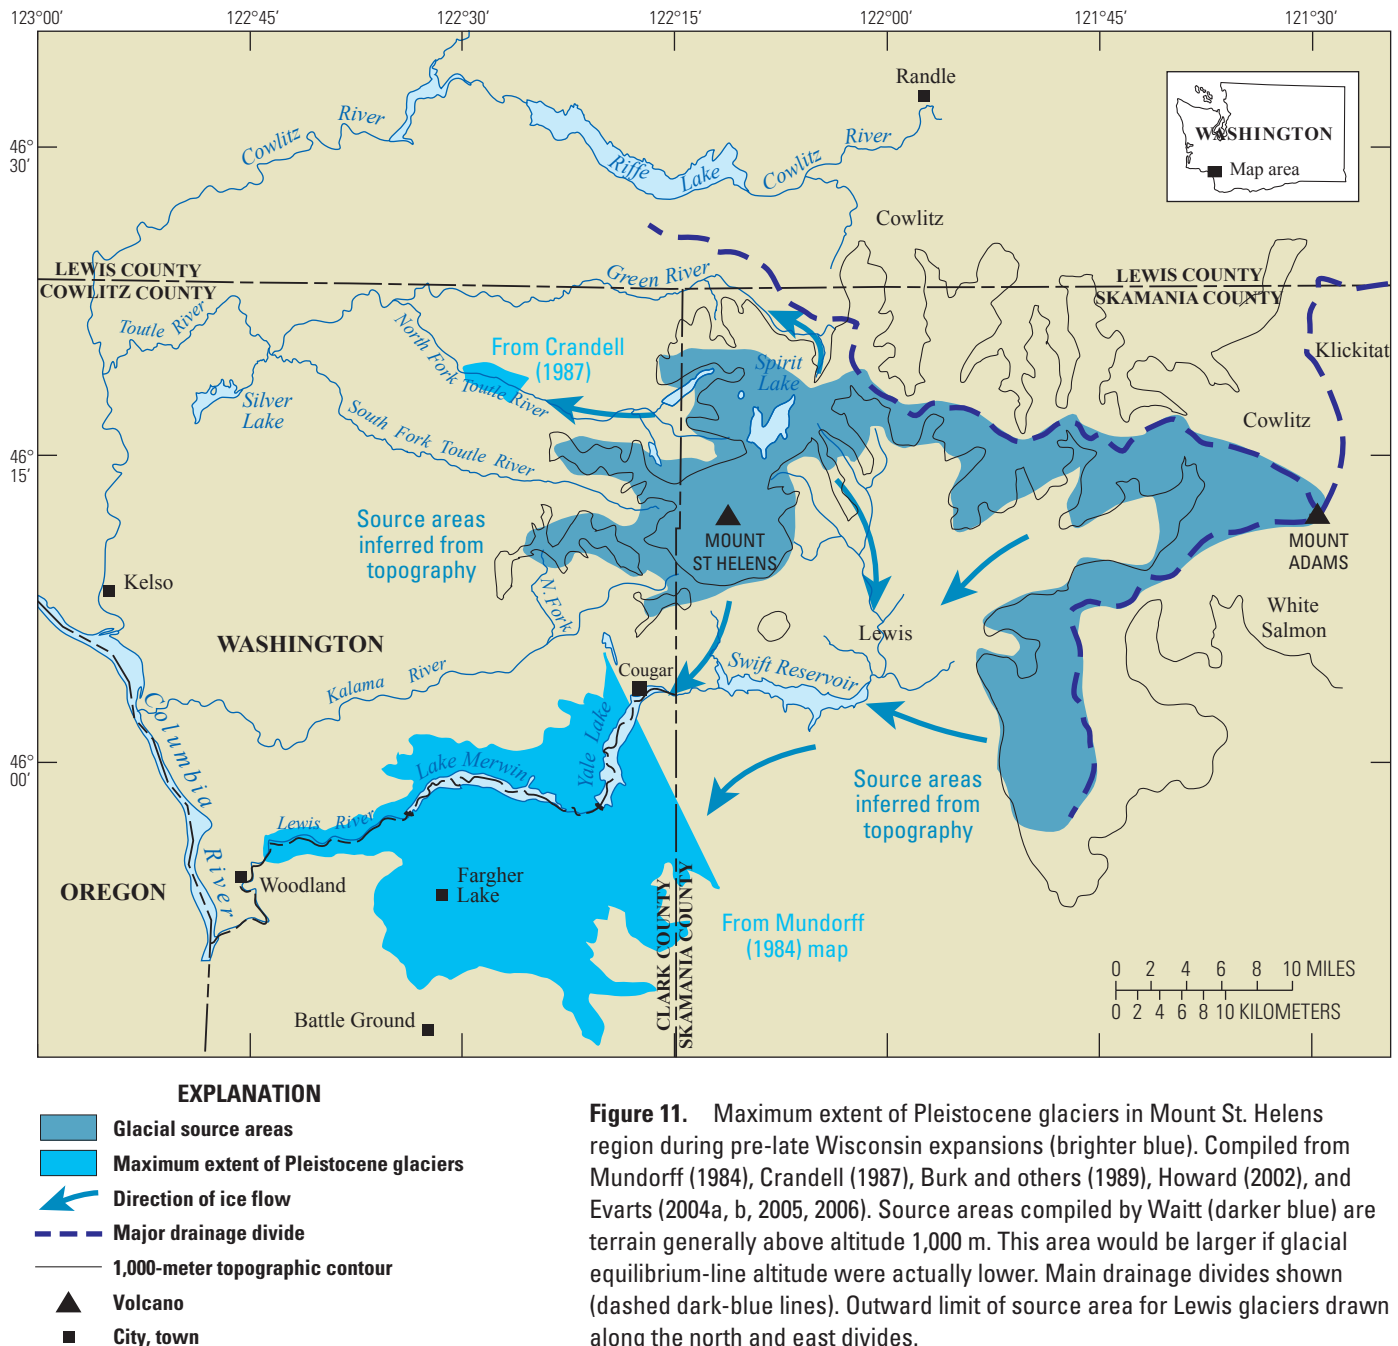 123°00′
122°45′
122°30′
122°15′
122°00′
121°45′
121°30′
46°
30′
46°
15′
46°
00′
Randle
WASHINGTON
Map area
Cowlitz River
Riffe Lake
Cowlitz River
Cowlitz
LEWIS COUNTY
COWLITZ COUNTY
Green River
LEWIS COUNTY
SKAMANIA COUNTY
Toutle River
North Fork Toutle River
From Crandell
(1987)
Spirit
Lake
Klickitat
Silver
Lake
South Fork Toutle River
Cowlitz
Source areas
inferred from
topography
MOUNT
ST HELENS
MOUNT
ADAMS
Kelso
N. Fork
White
Salmon
WASHINGTON
Lewis
Kalama River
Cougar
Swift Reservoir
Columbia River
Yale Lake
Lake Merwin
Source areas
inferred from
topography
Lewis River
OREGON
Woodland
Fargher
Lake
CLARK COUNTY
SKAMANIA COUNTY
From Mundorff
(1984) map
0 2 4 6 8 10 MILES
0 2 4 6 8 10 KILOMETERS
Battle Ground
EXPLANATION
Glacial source areas
Maximum extent of Pleistocene glaciers
Direction of ice flow
Major drainage divide
1,000-meter topographic contour
Volcano
City, town
Figure 11. Maximum extent of Pleistocene glaciers in Mount St. Helens
region during pre-late Wisconsin expansions (brighter blue). Compiled from
Mundorff (1984), Crandell (1987), Burk and others (1989), Howard (2002), and
Evarts (2004a, b, 2005, 2006). Source areas compiled by Waitt (darker blue) are
terrain generally above altitude 1,000 m. This area would be larger if glacial
equilibrium-line altitude were actually lower. Main drainage divides shown
(dashed dark-blue lines). Outward limit of source area for Lewis glaciers drawn
along the north and east divides.